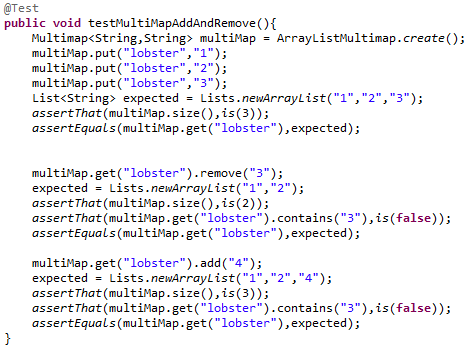 @Test
public void testMultiMapAddAndRemove(){
    Multimap<String,String> multiMap = ArrayListMultimap.create();
    multiMap.put("lobster","1");
    multiMap.put("lobster","2");
    multiMap.put("lobster","3");
    List<String> expected = Lists.newArrayList("1","2","3");
    assertThat(multiMap.size(),is(3));
    assertEquals(multiMap.get("lobster"),expected);


    multiMap.get("lobster").remove("3");
    expected = Lists.newArrayList("1","2");
    assertThat(multiMap.size(),is(2));
    assertThat(multiMap.get("lobster").contains("3"),is(false));
    assertEquals(multiMap.get("lobster"),expected);

    multiMap.get("lobster").add("4");
    expected = Lists.newArrayList("1","2","4");
    assertThat(multiMap.size(),is(3));
    assertThat(multiMap.get("lobster").contains("3"),is(false));
    assertEquals(multiMap.get("lobster"),expected);
}